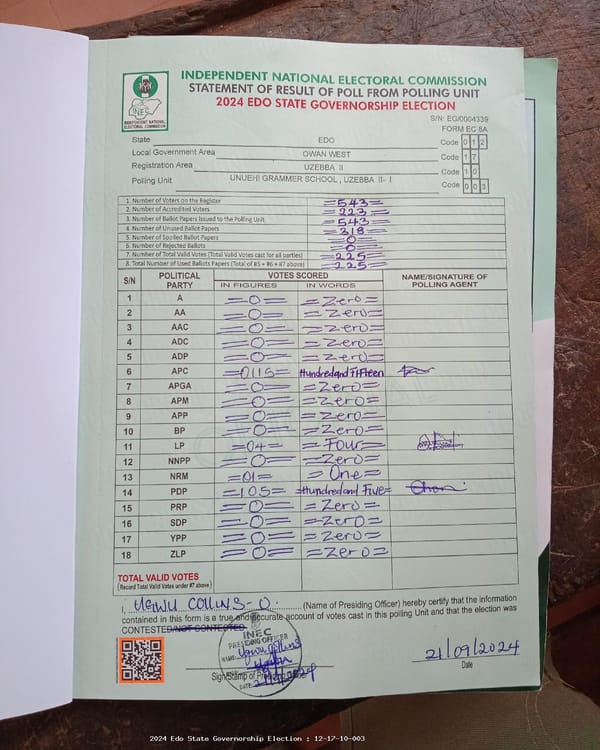 INDEPENDENT NATIONAL ELECTORAL COMMISSION
STATEMENT OF RESULT OF POLL FROM POLLING UNIT
2024 EDO STATE GOVERNORSHIP ELECTION
INEC
INDEPENDENT NATIONAL ELECTORAL COMMISSION
S/N: EG/0004339
FORM EC 8A
State EDO Code 0 1 2
Local Government Area OWAN WEST Code 1 7
Registration Area UZEBBA II Code 1 0
Polling Unit UNUEHI GRAMMER SCHOOL , UZEBBA II- I Code 0 0 3
1. Number of Voters on the Register =543=
2. Number of Accredited Voters =223=
3. Number of Ballot Papers Issued to the Polling Unit =543=
4. Number of Unused Ballot Papers =318=
5. Number of Spoiled Ballot Papers =0=
6. Number of Rejected Ballots =0=
7. Number of Total Valid Votes (Total Valid Votes cast for all parties) =225=
8. Total Number of Used Ballots Papers (Total of #5 + #6 + #7 above) =225=
S/N POLITICAL PARTY VOTES SCORED NAME/SIGNATURE OF POLLING AGENT
IN FIGURES IN WORDS
1 A =0= =Zero=
2 AA =0= =Zero=
3 AAC =0= =Zero=
4 ADC =0= =Zero=
5 ADP =0= =Zero=
6 APC =0115= Hundred and Fifteen
7 APGA =0= =Zero=
8 APM =0= =Zero=
9 APP =0= =Zero=
10 BP =0= =Zero=
11 LP =04= =Four=
12 NNPP =0= =Zero=
13 NRM =01= =One=
14 PDP =105= =Hundred and Five=
15 PRP =0= =Zero=
16 SDP =0= =Zero=
17 YPP =0= =Zero=
18 ZLP =0= =Zero=
TOTAL VALID VOTES
(Record Total Valid Votes under #7 above)
I, UGWU COLLINS- O. (Name of Presiding Officer) hereby certify that the information
contained in this form is a true and accurate account of votes cast in this polling Unit and that the election was
CONTESTED/NOT CONTESTED
INEC
PRESIDING OFFICER
NAME: Ugwu Collins
DATE: 21/9/2024
21/09/2024
Date
2024 Edo State Governorship Election : 12-17-10-003